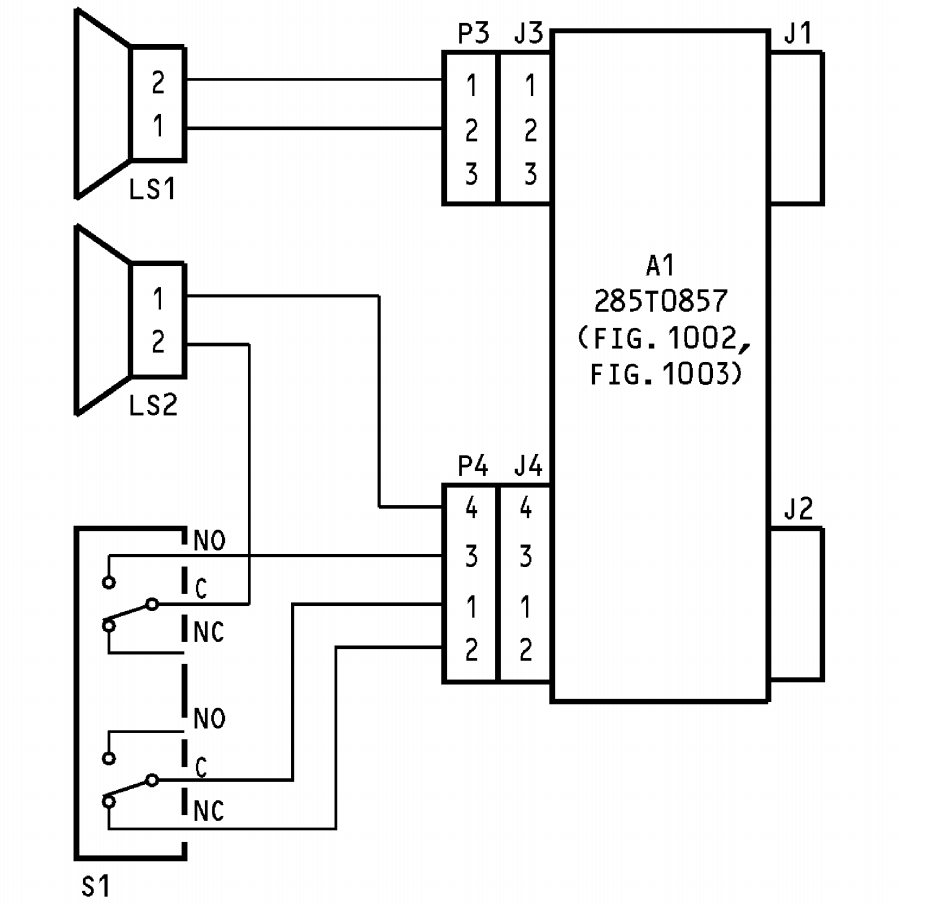 P3 J3 J1
2 1 1
1 2 2
3 3
LS1
A1
285T0857
(FIG. 1002,
FIG. 1003)
1
2
LS2
P4 J4
4 4
J2
NO
3 3
C
1 1
NC
2 2
NO
C
NC
S1